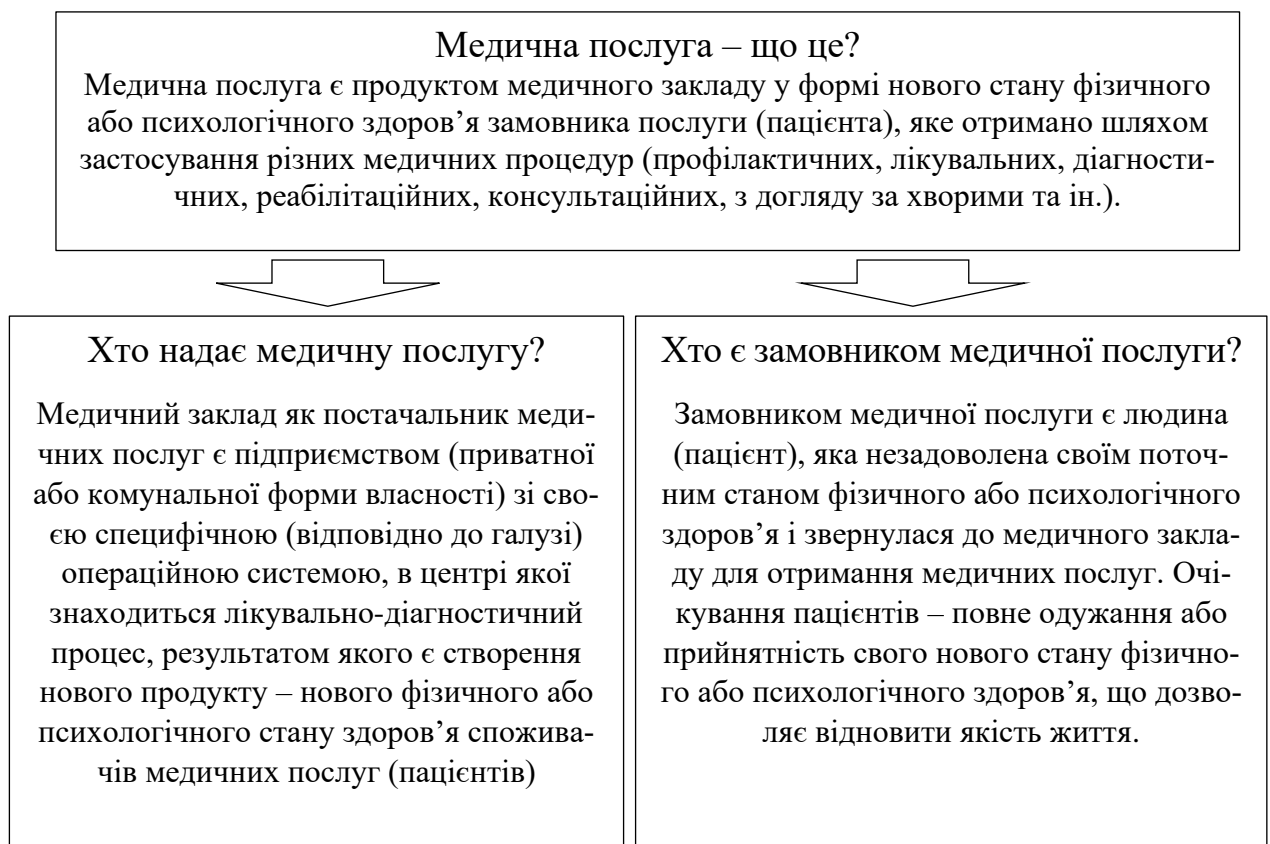 Медична послуга – що це?
Медична послуга є продуктом медичного закладу у формі нового стану фізичного
або психологічного здоров’я замовника послуги (пацієнта), яке отримано шляхом
застосування різних медичних процедур (профілактичних, лікувальних, діагности-
чних, реабілітаційних, консультаційних, з догляду за хворими та ін.).
Хто надає медичну послугу?
Медичний заклад як постачальник меди-
чних послуг є підприємством (приватної
або комунальної форми власності) зі сво-
єю специфічною (відповідно до галузі)
операційною системою, в центрі якої
знаходиться лікувально-діагностичний
процес, результатом якого є створення
нового продукту – нового фізичного або
психологічного стану здоров’я спожива-
чів медичних послуг (пацієнтів)
Хто є замовником медичної послуги?
Замовником медичної послуги є людина
(пацієнт), яка незадоволена своїм поточ-
ним станом фізичного або психологічного
здоров’я і звернулася до медичного закла-
ду для отримання медичних послуг. Очі-
кування пацієнтів – повне одужання або
прийнятність свого нового стану фізично-
го або психологічного здоров’я, що дозво-
ляє відновити якість життя.